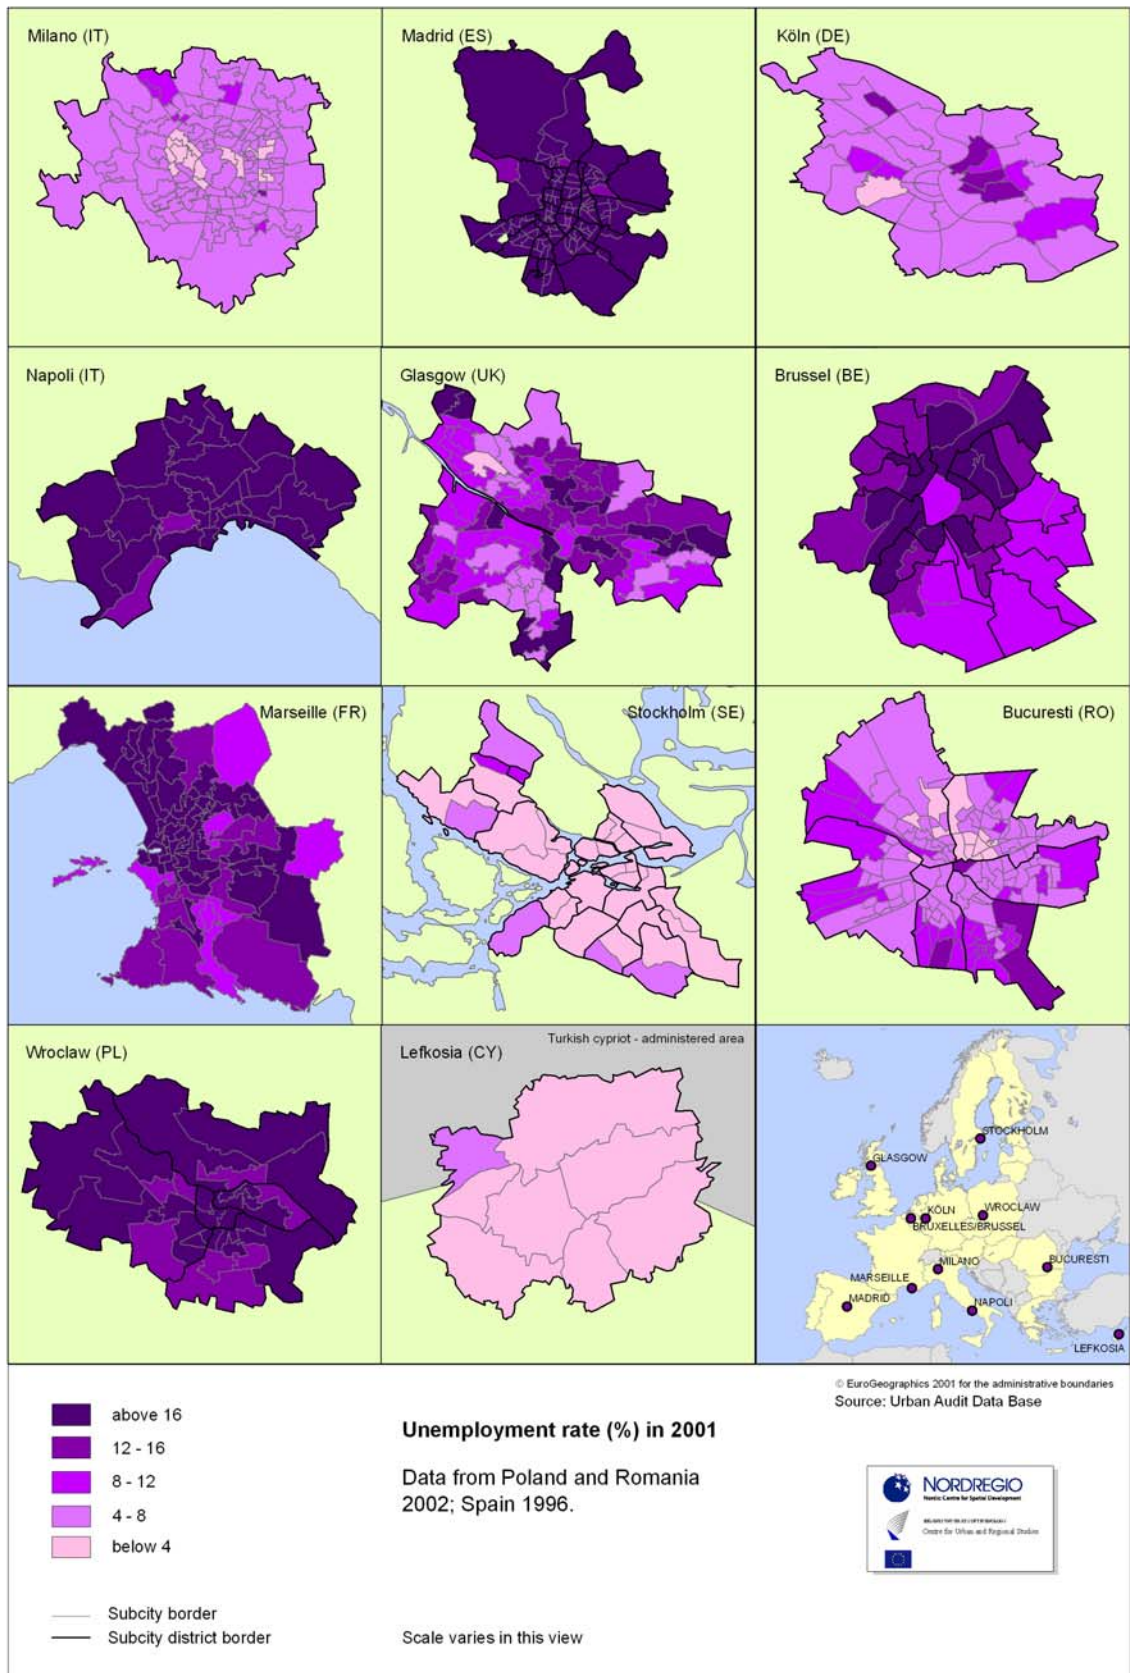 Milano (IT)
Madrid (ES)
Köln (DE)
Napoli (IT)
Glasgow (UK)
Brussel (BE)
Marseille (FR)
Stockholm (SE)
Bucuresti (RO)
Wroclaw (PL)
Lefkosia (CY)
Turkish cypriot - administered area
STOCKHOLM
GLASGOW
KÖLN
WROCLAW
BRUXELLES/BRUSSEL
MILANO
BUCURESTI
MARSEILLE
MADRID
NAPOLI
LEFKOSIA
© EuroGeographics 2001 for the administrative boundaries
Source: Urban Audit Data Base
above 16
12 - 16
8 - 12
4 - 8
below 4
Unemployment rate (%) in 2001
Data from Poland and Romania
2002; Spain 1996.
NORDREGIO
Nordic Centre for Spatial Development
Centre for Urban and Regional Studies
Subcity border
Subcity district border
Scale varies in this view